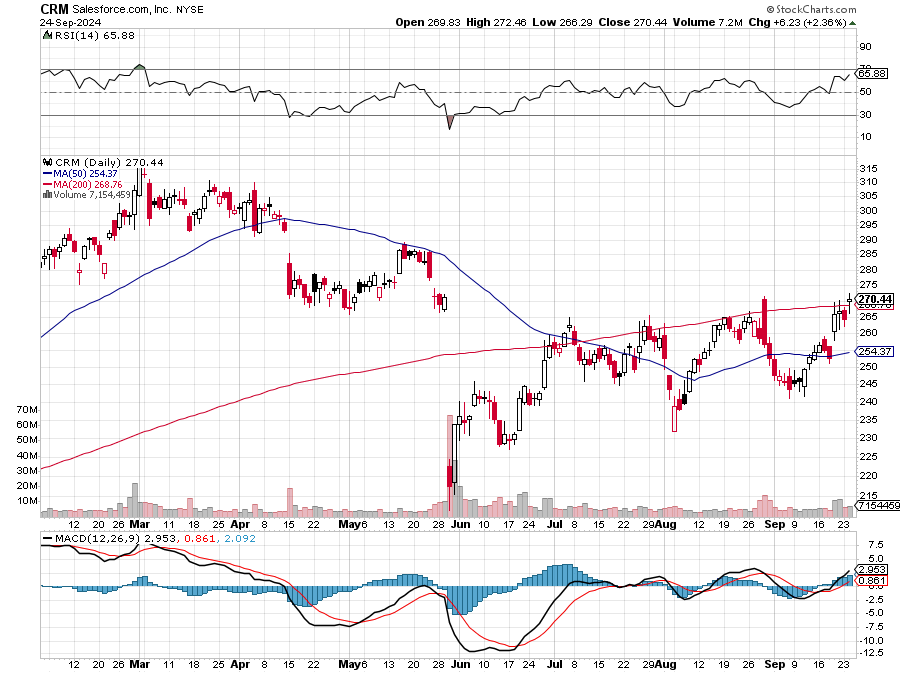 CRM Salesforce.com, Inc. NYSE © StockCharts.com
24-Sep-2024 Open 269.83 High 272.46 Low 266.29 Close 270.44 Volume 7.2M Chg +6.23 (+2.36%)
RSI(14) 65.88
90
70
65.88
50
30
10
CRM (Daily) 270.44
MA(50) 254.37
MA(200) 268.76
Volume 7,154,459
315
310
305
300
295
290
285
280
275
270.44
265
260
254.37
250
245
240
235
230
225
220
215
70M
60M
50M
40M
30M
20M
10M
7154459
12 20 26 Mar 11 18 25 Apr 8 15 22 May 6 13 20 28 Jun 10 17 24 Jul 8 15 22 29 Aug 12 19 26 Sep 9 16 23
MACD(12,26,9) 2.953, 0.861, 2.092
7.5
5.0
2.953
0.861
-2.5
-5.0
-7.5
-10.0
-12.5
12 20 26 Mar 11 18 25 Apr 8 15 22 May 6 13 20 28 Jun 10 17 24 Jul 8 15 22 29 Aug 12 19 26 Sep 9 16 23